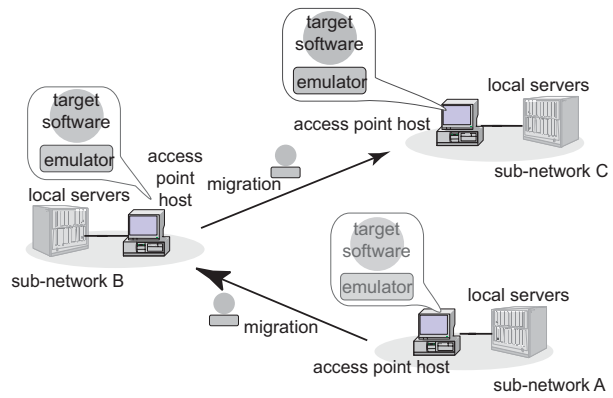 target
software
emulator
local servers
access point host
sub-network C
target
software
emulator
access
point
host
local servers
migration
sub-network B
target
software
emulator
local servers
migration
access point host
sub-network A